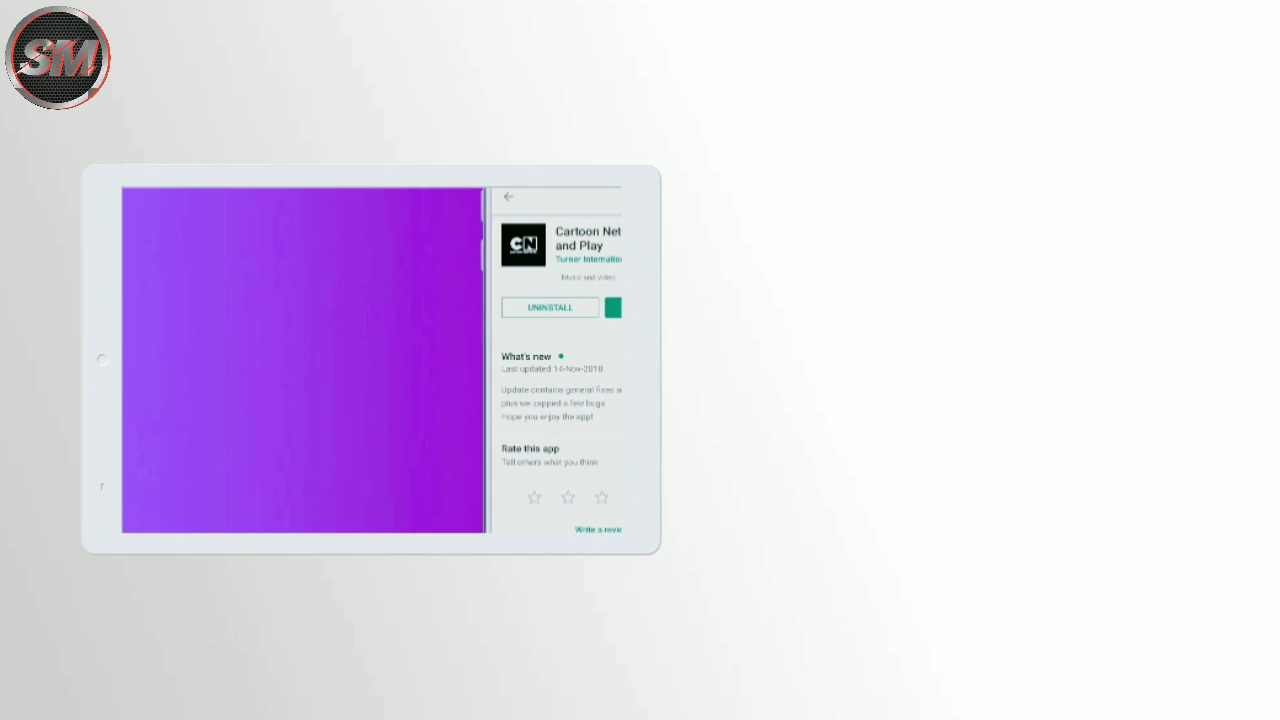 SM
CN
Cartoon Net
and Play
Turner Internatio
Music and video
UNINSTALL
What's new
Last updated 14-Nov-2018
Update contains general fixes a
plus we zapped a few bugs
Hope you enjoy the app!
Rate this app
Tell others what you think
Write a revie